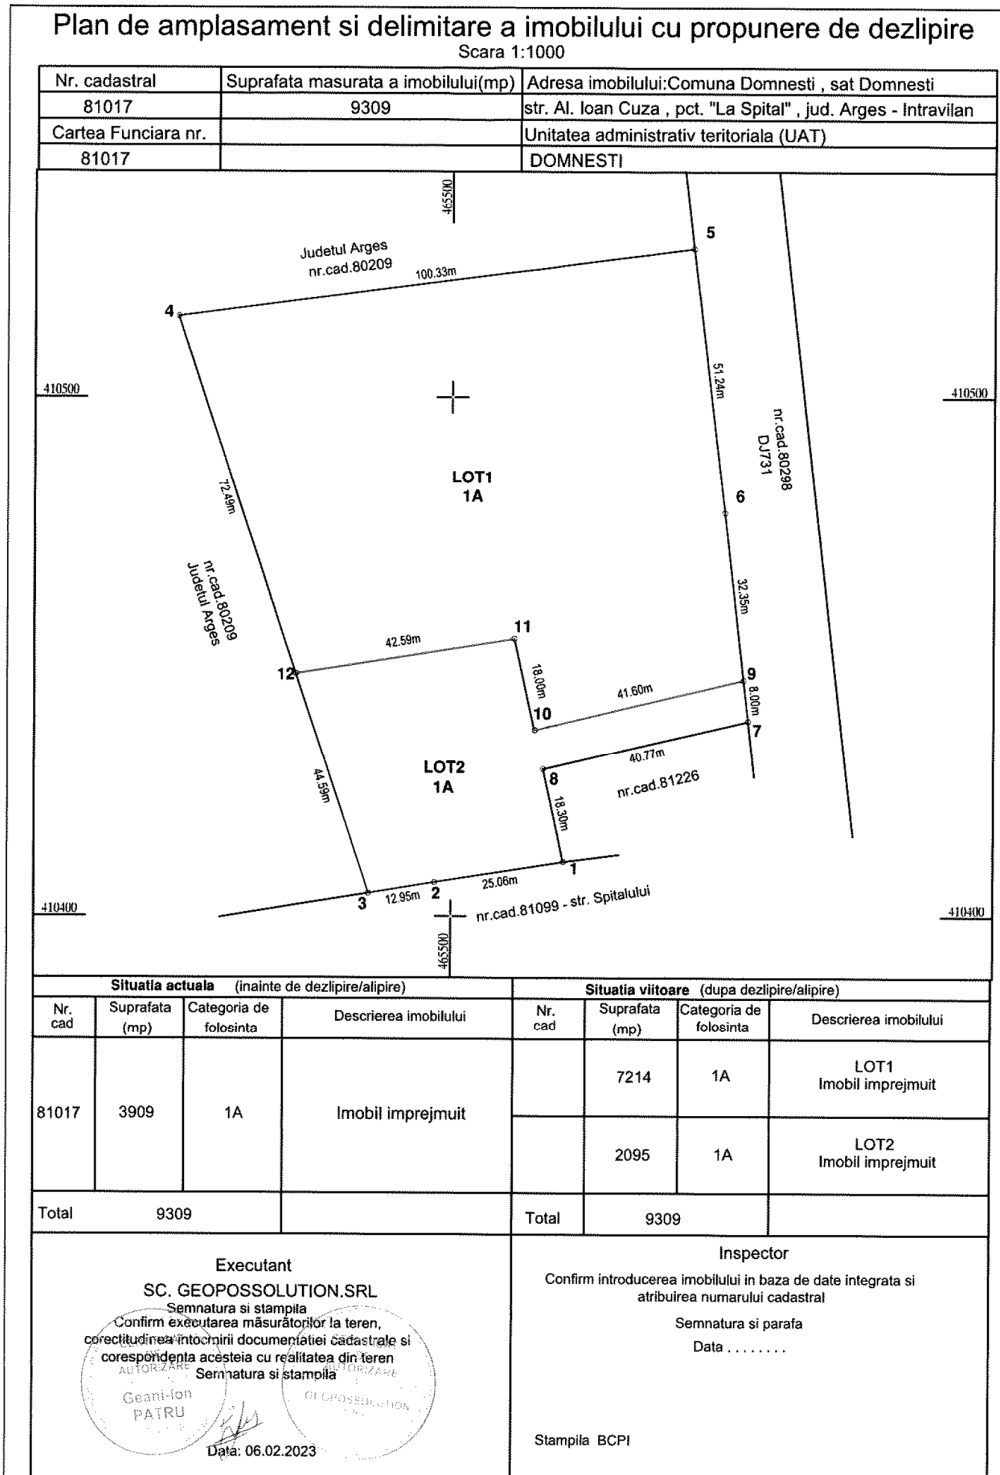 Plan de amplasament si delimitare a imobilului cu propunere de dezlipire
Scara 1:1000
Nr. cadastral Suprafata masurata a imobilului(mp) Adresa imobilului:Comuna Domnesti , sat Domnesti
81017 9309 str. Al. Ioan Cuza , pct. "La Spital" , jud. Arges - Intravilan
Cartea Funciara nr. Unitatea administrativ teritoriala (UAT)
81017 DOMNESTI
465500
5
Judetul Arges
nr.cad.80209
100.33m
4
51.24m
410500
410500
nr.cad.80298
DJ731
LOT1
1A
72.49m
6
nr.cad.80209
Judetul Arges
32.35m
11
42.59m
12
18.00m
9
41.60m
8.00m
10
7
LOT2
1A
8
40.77m
nr.cad.81226
44.59m
18.30m
1
25.06m
2
12.95m
3
nr.cad.81099 - str. Spitalului
410400
410400
465500
Situatia actuala (inainte de dezlipire/alipire) Situatia viitoare (dupa dezlipire/alipire)
Nr. cad Suprafata (mp) Categoria de folosinta Descrierea imobilului Nr. cad Suprafata (mp) Categoria de folosinta Descrierea imobilului
81017 3909 1A Imobil imprejmuit
7214 1A LOT1 Imobil imprejmuit
2095 1A LOT2 Imobil imprejmuit
Total 9309 Total 9309
Executant
SC. GEOPOSSOLUTION.SRL
Semnatura si stampila
Confirm executarea măsurătorilor la teren,
corectitudinea intocmirii documentatiei cadastrale si
corespondenta acesteia cu realitatea din teren
Semnatura si stampila
AUTORIZARE
Geani-Ion
PATRU
AUTORIZARE
GEOPOSSOLUTION
Data: 06.02.2023
Inspector
Confirm introducerea imobilului in baza de date integrata si
atribuirea numarului cadastral
Semnatura si parafa
Data . . . . . . . .
Stampila BCPI